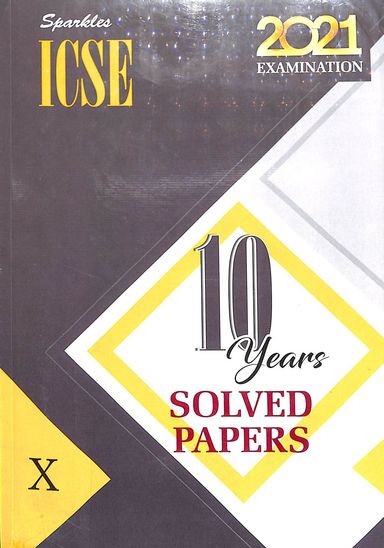 Sparkles
ICSE
2021
EXAMINATION
10
Years
SOLVED
PAPERS
X